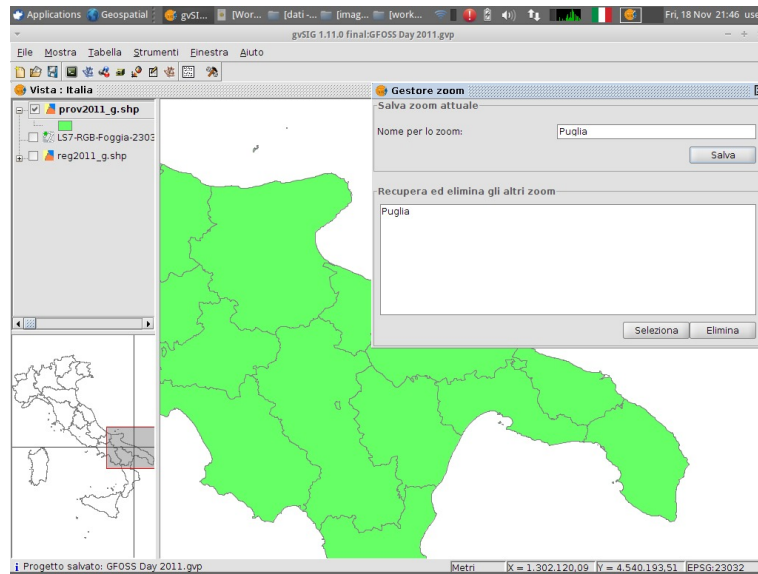 Applications Geospatial gvSI... [Wor... [dati -... [imag... [work... Fri, 18 Nov 21:46 use
gvSIG 1.11.0 final:GFOSS Day 2011.gvp
File Mostra Tabella Strumenti Finestra Aiuto
Vista : Italia
prov2011_g.shp
LS7-RGB-Foggia-2303
reg2011_g.shp
Gestore zoom
Salva zoom attuale
Nome per lo zoom: Puglia
Salva
Recupera ed elimina gli altri zoom
Puglia
Seleziona Elimina
Progetto salvato: GFOSS Day 2011.gvp Metri X = 1.302.120,09 Y = 4.540.193,51 EPSG:23032